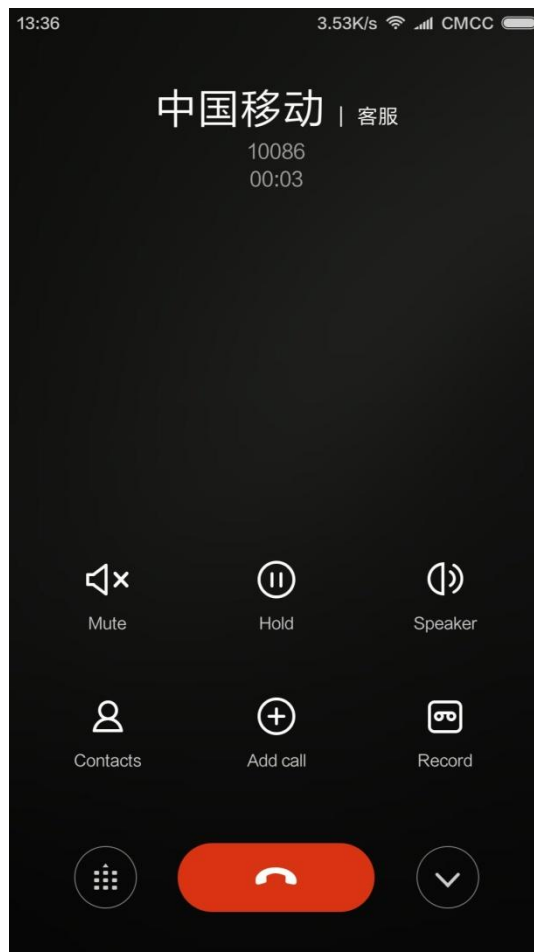 13:36 3.53K/s CMCC
中国移动 | 客服
10086
00:03
Mute Hold Speaker
Contacts Add call Record